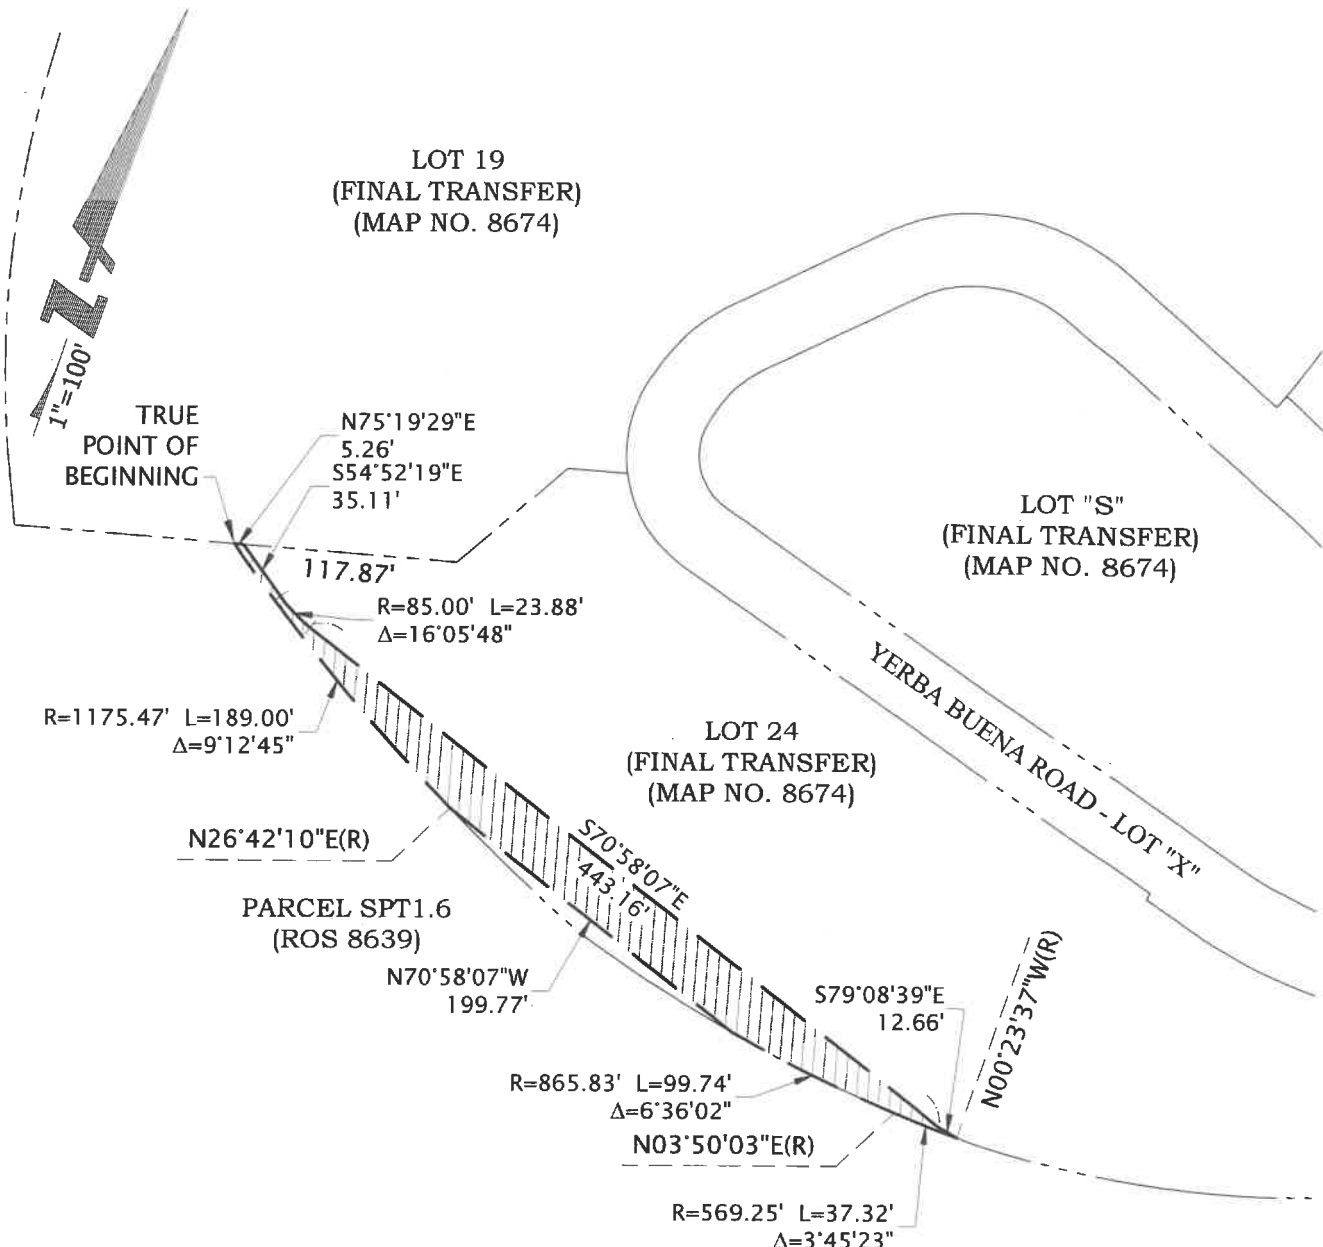 LOT 19
(FINAL TRANSFER)
(MAP NO. 8674)
N
1"=100'
TRUE
POINT OF
BEGINNING
N75°19'29"E
5.26'
S54°52'19"E
35.11'
117.87'
R=85.00' L=23.88'
Δ=16°05'48"
LOT "S"
(FINAL TRANSFER)
(MAP NO. 8674)
YERBA BUENA ROAD - LOT "X"
R=1175.47' L=189.00'
Δ=9°12'45"
LOT 24
(FINAL TRANSFER)
(MAP NO. 8674)
N26°42'10"E(R)
S70°58'07"E
443.16'
PARCEL SPT1.6
(ROS 8639)
N70°58'07"W
199.77'
S79°08'39"E
12.66'
N00°23'37"W(R)
R=865.83' L=99.74'
Δ=6°36'02"
N03°50'03"E(R)
R=569.25' L=37.32'
Δ=3°45'23"